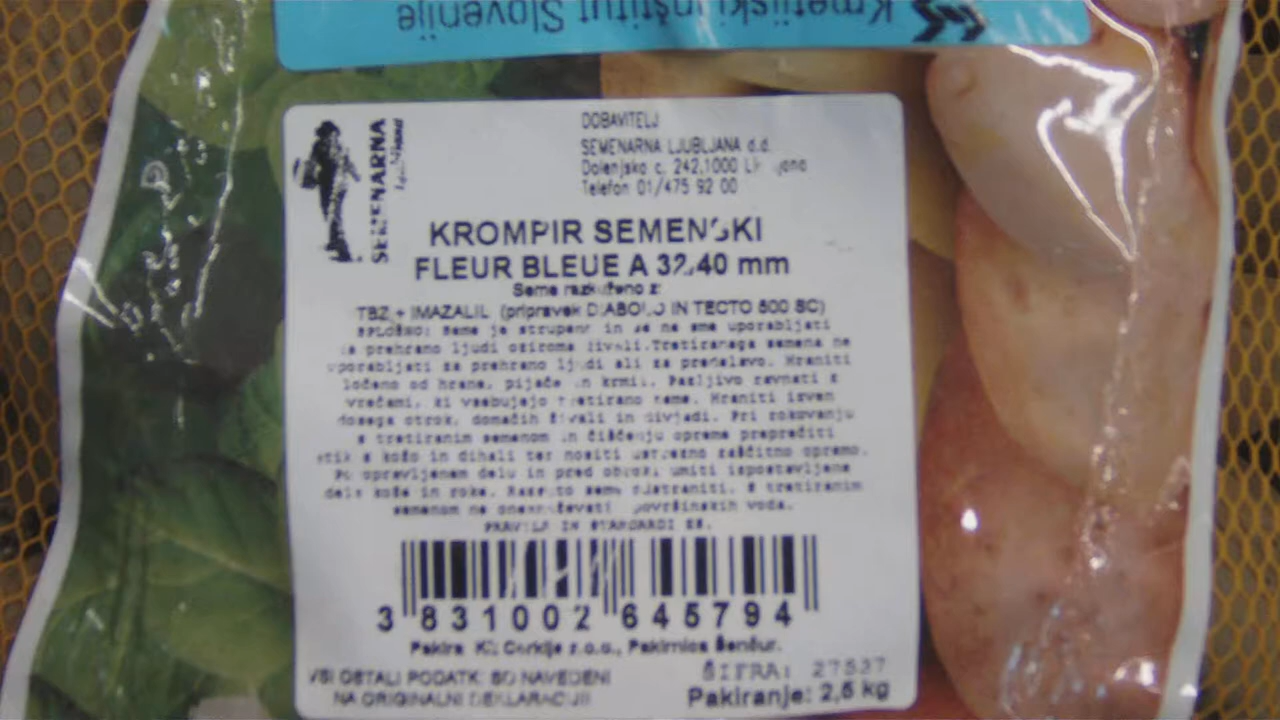 Kmetijski inštitut Slovenije
SEMENARNA
Ljubljana
DOBAVITELJ
SEMENARNA LJUBLJANA d.d.
Dolenjska c. 242,1000
Telefon 01/475 92 00
KROMPIR SEMENSKI
FLEUR BLEUE A 32.40 mm
Seme razkuženo z:
TBZ + IMAZALIL (pripravek DIABOLO IN TECTO 500 SC)
SPLOŠNO: Seme je strupeno in se ne sme uporabljati
za prehrano ljudi oziroma živali.Tretiranega semena ne
uporabljati za prehrano ljudi ali za predelavo. Hraniti
ločeno od hrane, pijače in krmil. Pazljivo ravnati z
vrečami, ki vsebujejo tretirano seme. Hraniti izven
dosega otrok, domačih živali in divjadi. Pri rokovanju
s tretiranim semenom in čiščenju opreme preprečiti
stik s kožo in dihali ter nositi ustrezno zaščitno opremo.
Po opravljenem delu in pred obroki umiti izpostavljene
dele kože in roke. Razsuto seme odstraniti. S tretiranim
semenom ne onesnaževati površinskih voda.
PRAVILA IN STANDARDI ES.
3 831002 645794
Pakira KZ Cerklje z.o.o., Pakirnica Šenčur.
VSI OSTALI PODATKI SO NAVEDENI
NA ORIGINALNI DEKLARACIJI
ŠIFRA: 27537
Pakiranje: 2,5 kg